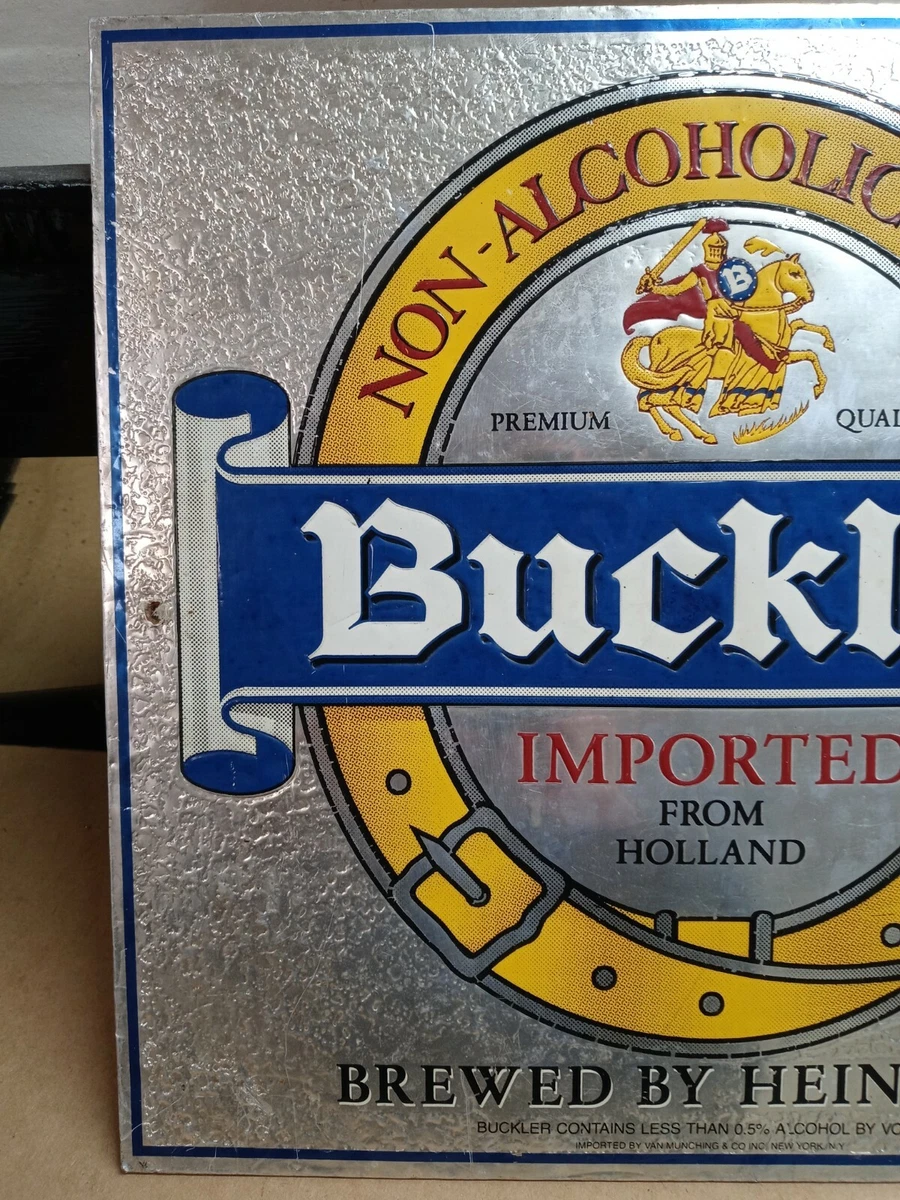 NON-ALCOHOLIC
B
PREMIUM QUAL
Buckl
IMPORTED
FROM
HOLLAND
BREWED BY HEIN
BUCKLER CONTAINS LESS THAN 0.5% ALCOHOL BY VO
IMPORTED BY VAN MUNCHING & CO INC. NEW YORK, N.Y.